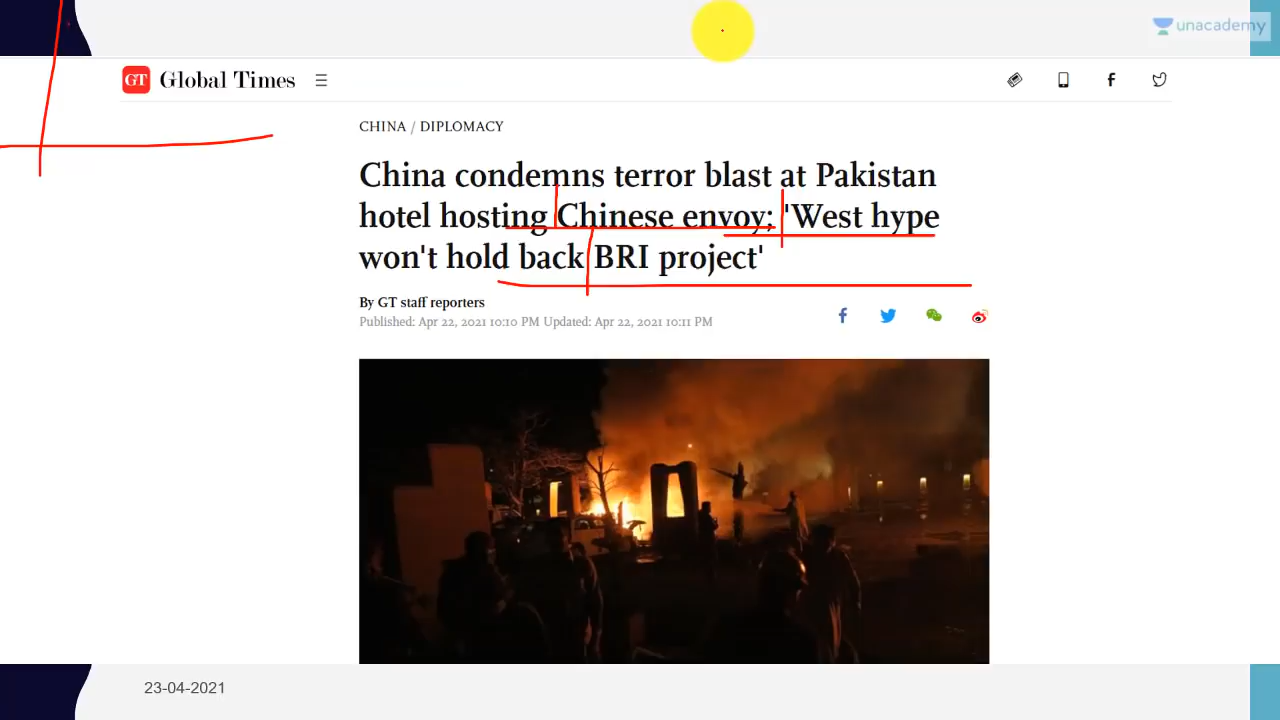 unacademy
GT Global Times
CHINA / DIPLOMACY
China condemns terror blast at Pakistan
hotel hosting Chinese envoy; 'West hype
won't hold back BRI project'
By GT staff reporters
Published: Apr 22, 2021 10:10 PM Updated: Apr 22, 2021 10:11 PM
23-04-2021